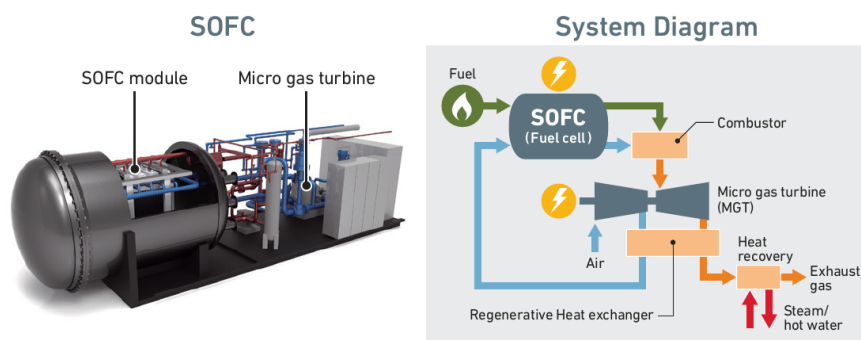 SOFC
SOFC module
Micro gas turbine
System Diagram
Fuel
SOFC
(Fuel cell)
Combustor
Micro gas turbine
(MGT)
Air
Heat
recovery
Exhaust
gas
Regenerative Heat exchanger
Steam/
hot water